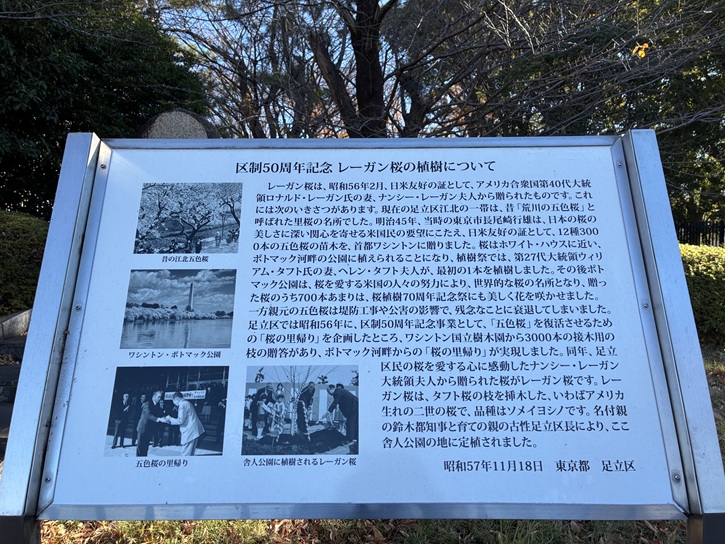 区制50周年記念 レーガン桜の植樹について
レーガン桜は、昭和56年2月、日米友好の証として、アメリカ合衆国第40代大統
領ロナルド・レーガン氏の妻、ナンシー・レーガン夫人から贈られたものです。これ
には次のいきさつがあります。現在の足立区江北の一帯は、昔「荒川の五色桜」と
呼ばれた里桜の名所でした。明治45年、当時の東京市長尾崎行雄は、日本の桜の
美しさに深い関心を寄せる米国民の要望にこたえ、日米友好の証として、12種300
0本の五色桜の苗木を、首都ワシントンに贈りました。桜はホワイト・ハウスに近い、
ポトマック河畔の公園に植えられることになり、植樹祭では、第27代大統領ウィリ
アム・タフト氏の妻、ヘレン・タフト夫人が、最初の1本を植樹しました。その後ポト
マック公園は、桜を愛する米国の人々の努力により、世界的な桜の名所となり、贈っ
た桜のうち700本あまりは、桜植樹70周年記念祭にも美しく花を咲かせました。
一方親元の五色桜は堤防工事や公害の影響で、残念なことに衰退してしまいました。
足立区では昭和56年に、区制50周年記念事業として、「五色桜」を復活させるため
の「桜の里帰り」を企画したところ、ワシントン国立樹木園から3000本の接木用の
枝の贈答があり、ポトマック河畔からの「桜の里帰り」が実現しました。同年、足立
区民の桜を愛する心に感動したナンシー・レーガン
大統領夫人から贈られた桜がレーガン桜です。レー
ガン桜は、タフト桜の枝を挿木した、いわばアメリカ
生れの二世の桜で、品種はソメイヨシノです。名付親
の鈴木都知事と育ての親の古性足立区長により、ここ
舎人公園の地に定植されました。
昭和57年11月18日 東京都 足立区
昔の江北五色桜
ワシントン・ポトマック公園
五色桜の里帰り
舎人公園に植樹されるレーガン桜